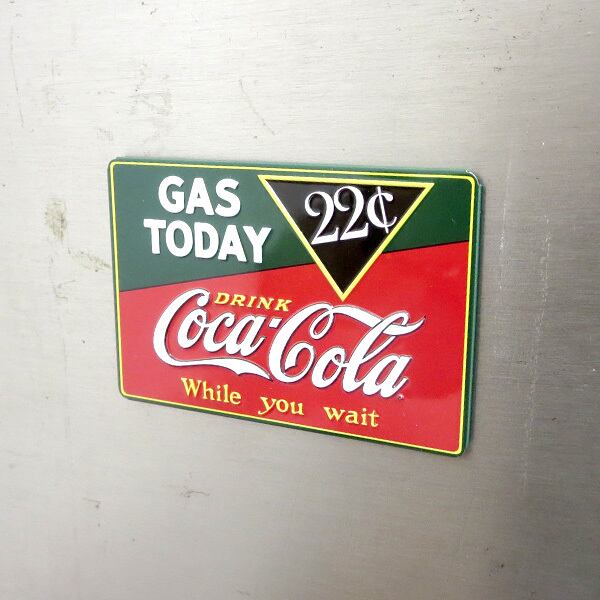 GAS
TODAY
22¢
DRINK
Coca-Cola
While you wait